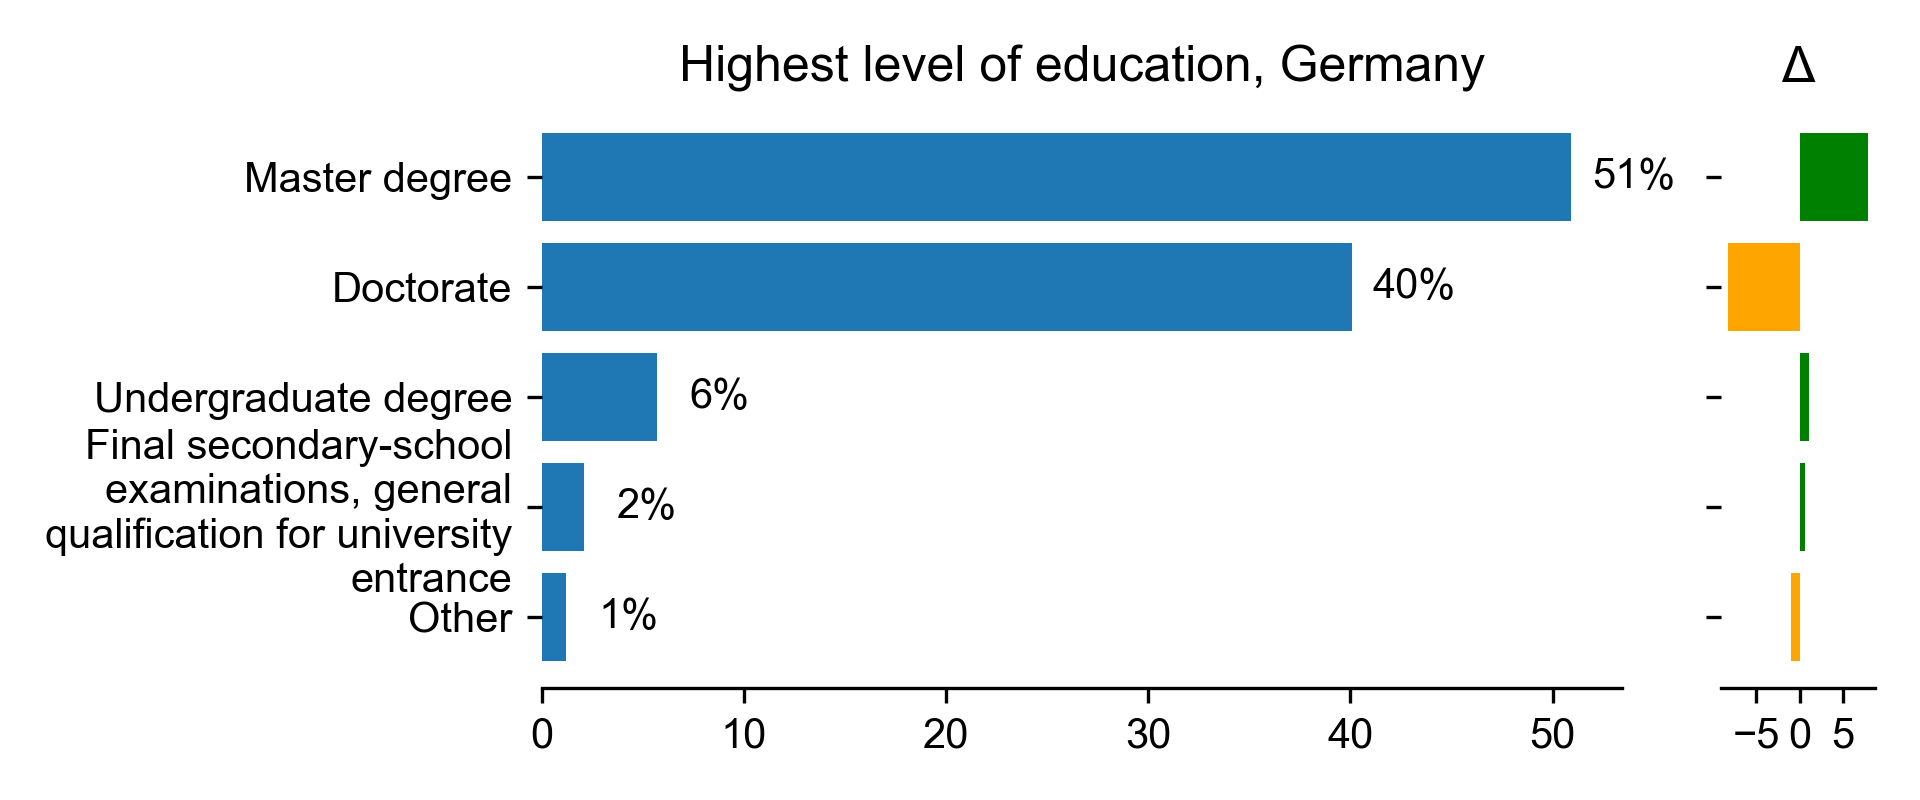 Highest level of education, Germany
Δ
Master degree
51%
Doctorate
40%
Undergraduate degree
6%
Final secondary-school
examinations, general
qualification for university
entrance
2%
Other
1%
0 10 20 30 40 50
−5 0 5